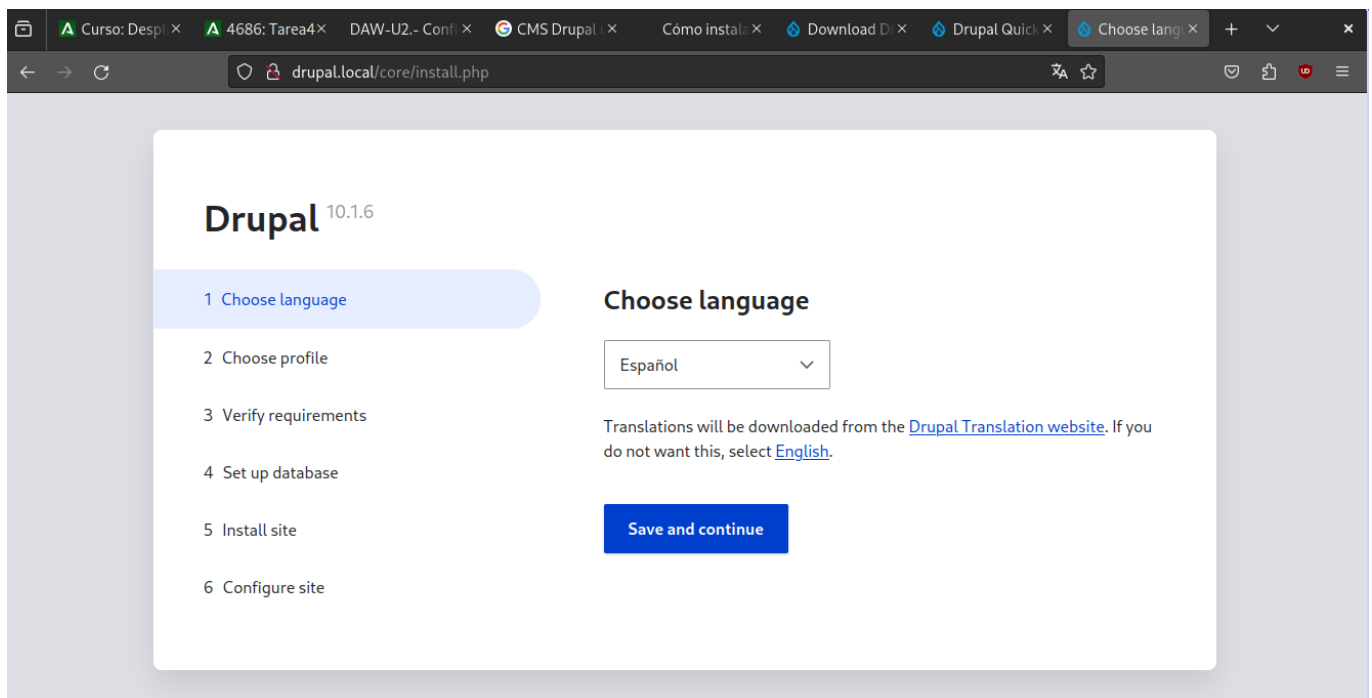 Curso: Despl 4686: Tarea4 DAW-U2.- Confi CMS Drupal Cómo instala Download Dr Drupal Quick Choose langu
drupal.local/core/install.php
Drupal 10.1.6
1 Choose language
2 Choose profile
3 Verify requirements
4 Set up database
5 Install site
6 Configure site
Choose language
Español
Translations will be downloaded from the Drupal Translation website. If you
do not want this, select English.
Save and continue